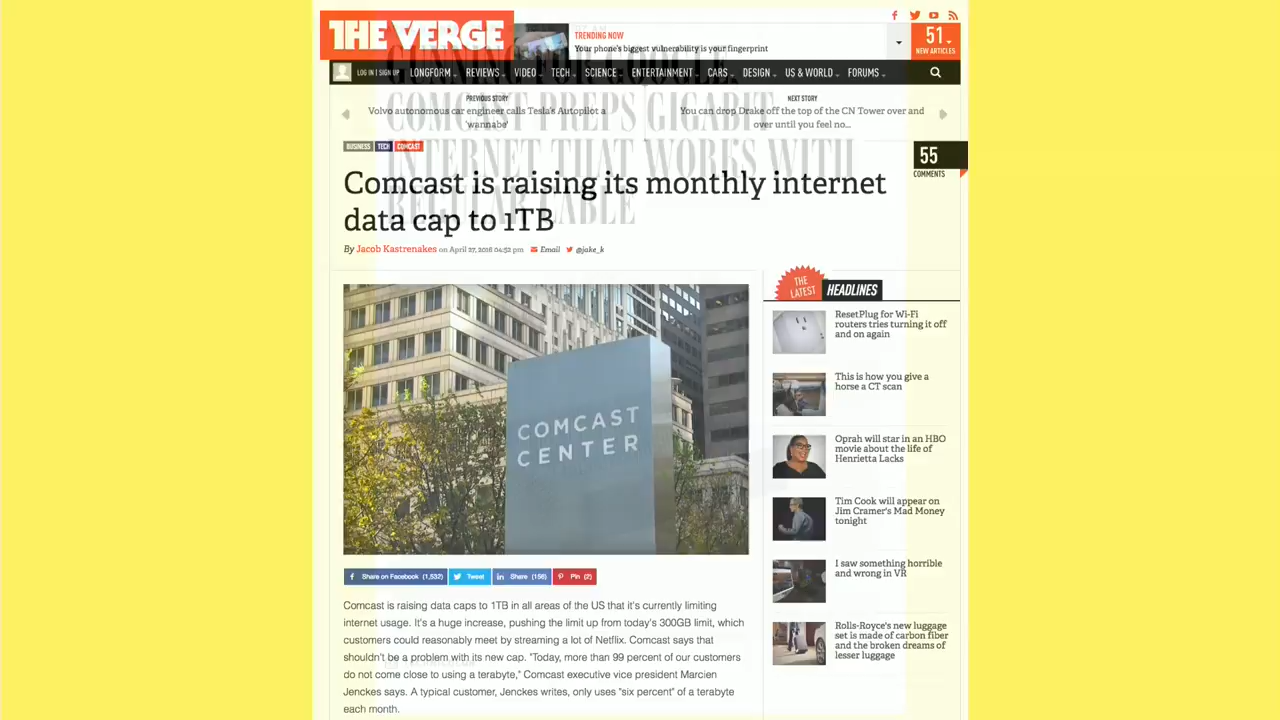 THE VERGE
TRENDING NOW
Your phone's biggest vulnerability is your fingerprint
51
NEW ARTICLES
LOG IN | SIGN UP
LONGFORM
REVIEWS
VIDEO
TECH
SCIENCE
ENTERTAINMENT
CARS
DESIGN
US & WORLD
FORUMS
PREVIOUS STORY
Volvo autonomous car engineer calls Tesla's Autopilot a
'wannabe'
NEXT STORY
You can drop Drake off the top of the CN Tower over and
over until you feel no...
GUNNING FOR GOOGLE,
COMCAST PREPS GIGABIT
INTERNET THAT WORKS WITH
REGULAR CABLE
BUSINESS
TECH
COMCAST
55
COMMENTS
Comcast is raising its monthly internet
data cap to 1TB
By Jacob Kastrenakes on April 27, 2016 04:52 pm Email @jake_k
COMCAST
CENTER
THE
LATEST
HEADLINES
ResetPlug for Wi-Fi
routers tries turning it off
and on again
This is how you give a
horse a CT scan
Oprah will star in an HBO
movie about the life of
Henrietta Lacks
Tim Cook will appear on
Jim Cramer's Mad Money
tonight
I saw something horrible
and wrong in VR
Rolls-Royce's new luggage
set is made of carbon fiber
and the broken dreams of
lesser luggage
Share on Facebook (1,532)
Tweet
Share (156)
Pin (2)
Comcast is raising data caps to 1TB in all areas of the US that it's currently limiting
internet usage. It's a huge increase, pushing the limit up from today's 300GB limit, which
customers could reasonably meet by streaming a lot of Netflix. Comcast says that
shouldn't be a problem with its new cap. "Today, more than 99 percent of our customers
do not come close to using a terabyte," Comcast executive vice president Marcien
Jenckes says. A typical customer, Jenckes writes, only uses "six percent" of a terabyte
each month.